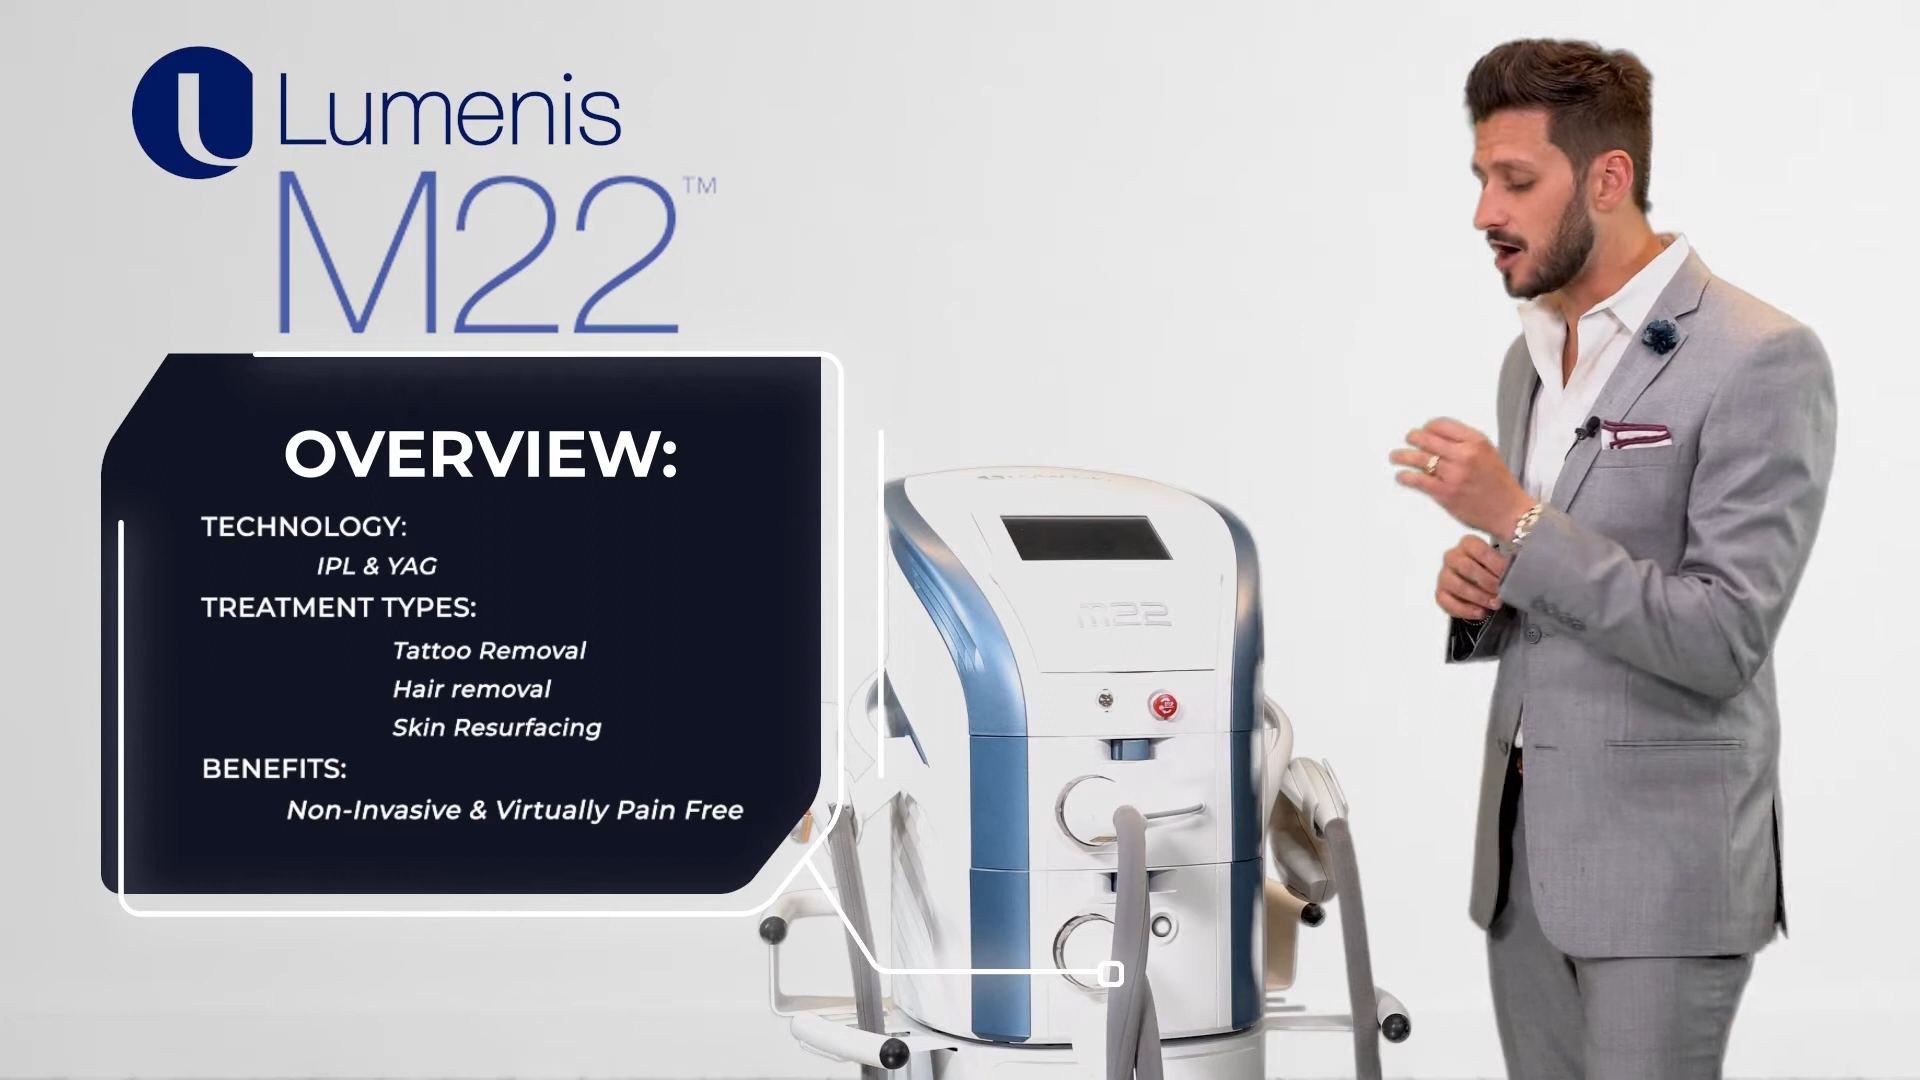 Lumenis
M22™
OVERVIEW:
TECHNOLOGY:
IPL & YAG
TREATMENT TYPES:
Tattoo Removal
Hair removal
Skin Resurfacing
BENEFITS:
Non-Invasive & Virtually Pain Free
m22